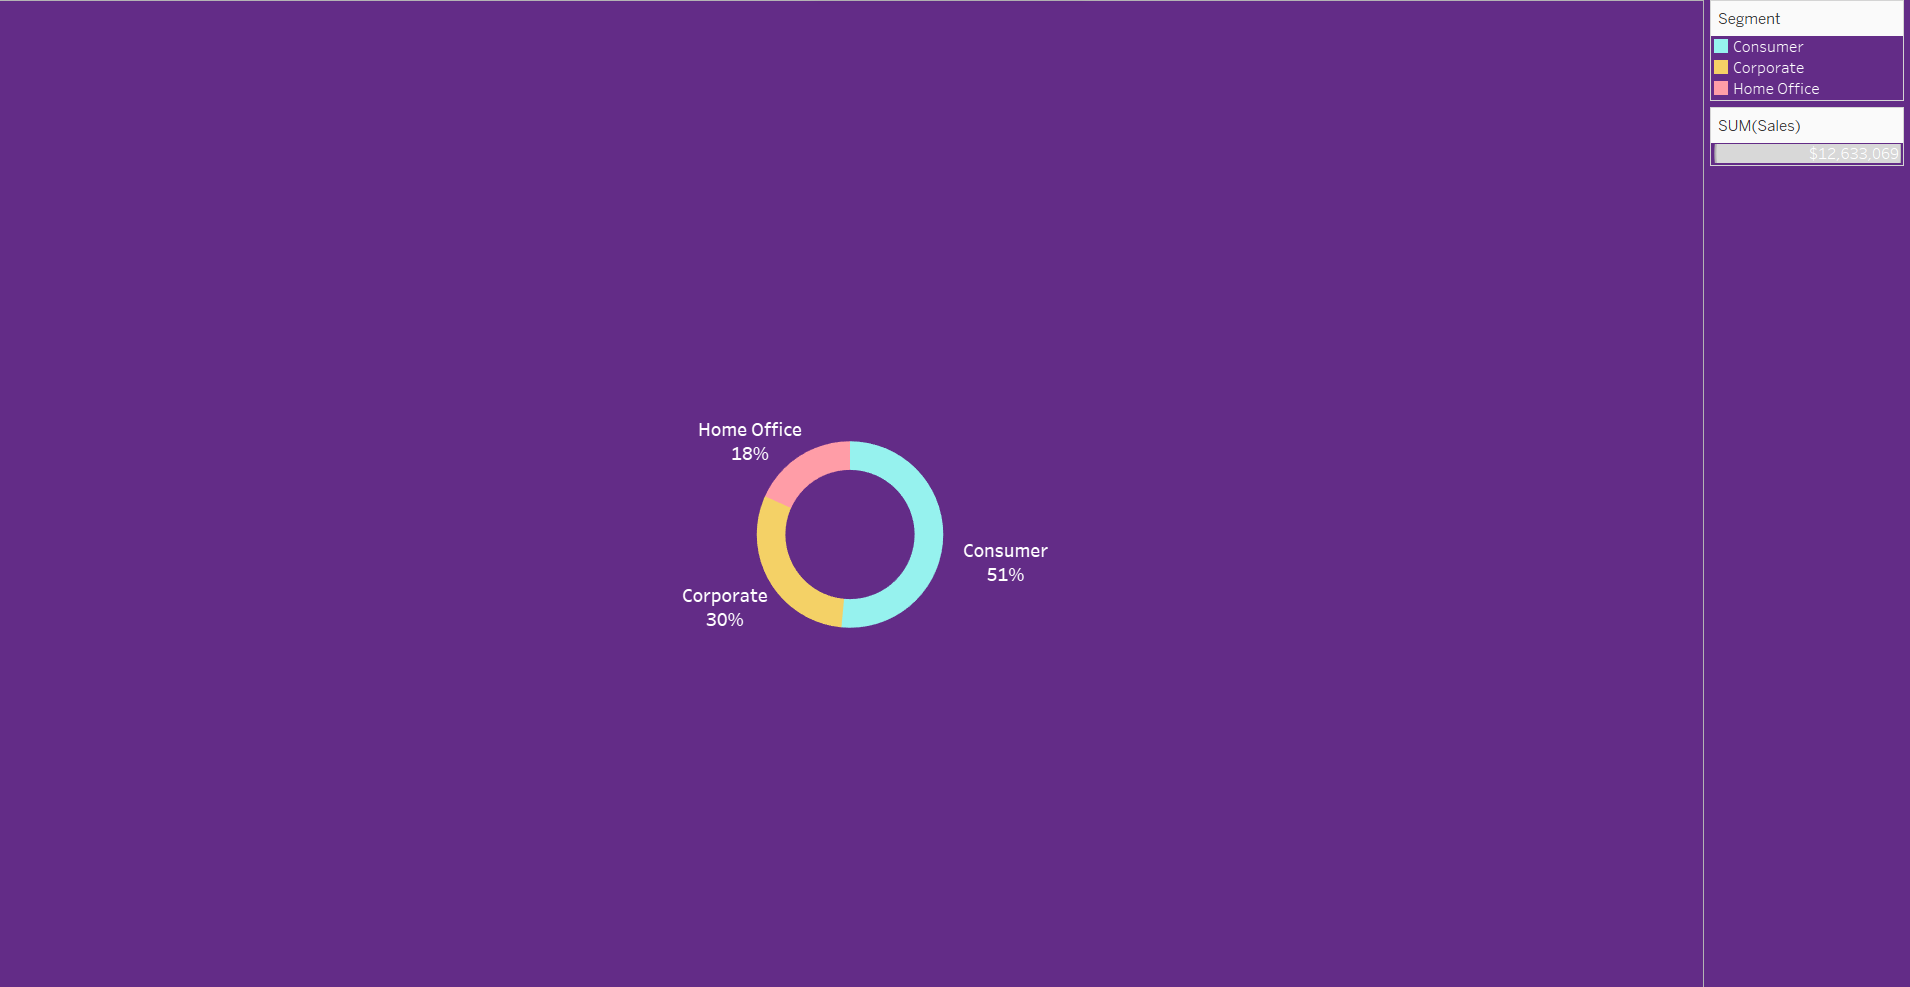 Segment
Consumer
Corporate
Home Office
SUM(Sales)
$12,633,069
Home Office
18%
Consumer
51%
Corporate
30%